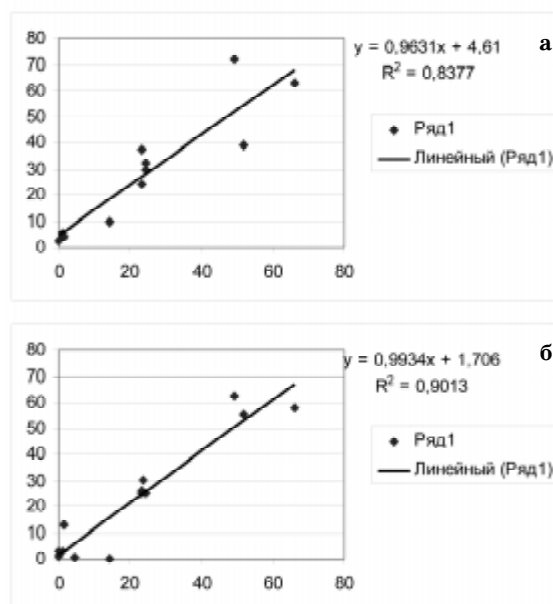 80
70
60
50
40
30
20
10
0
0 20 40 60 80
y = 0,9631x + 4,61
R² = 0,8377
а
Ряд1
Линейный (Ряд1)
80
70
60
50
40
30
20
10
0
0 20 40 60 80
y = 0,9934x + 1,706
R² = 0,9013
б
Ряд1
Линейный (Ряд1)